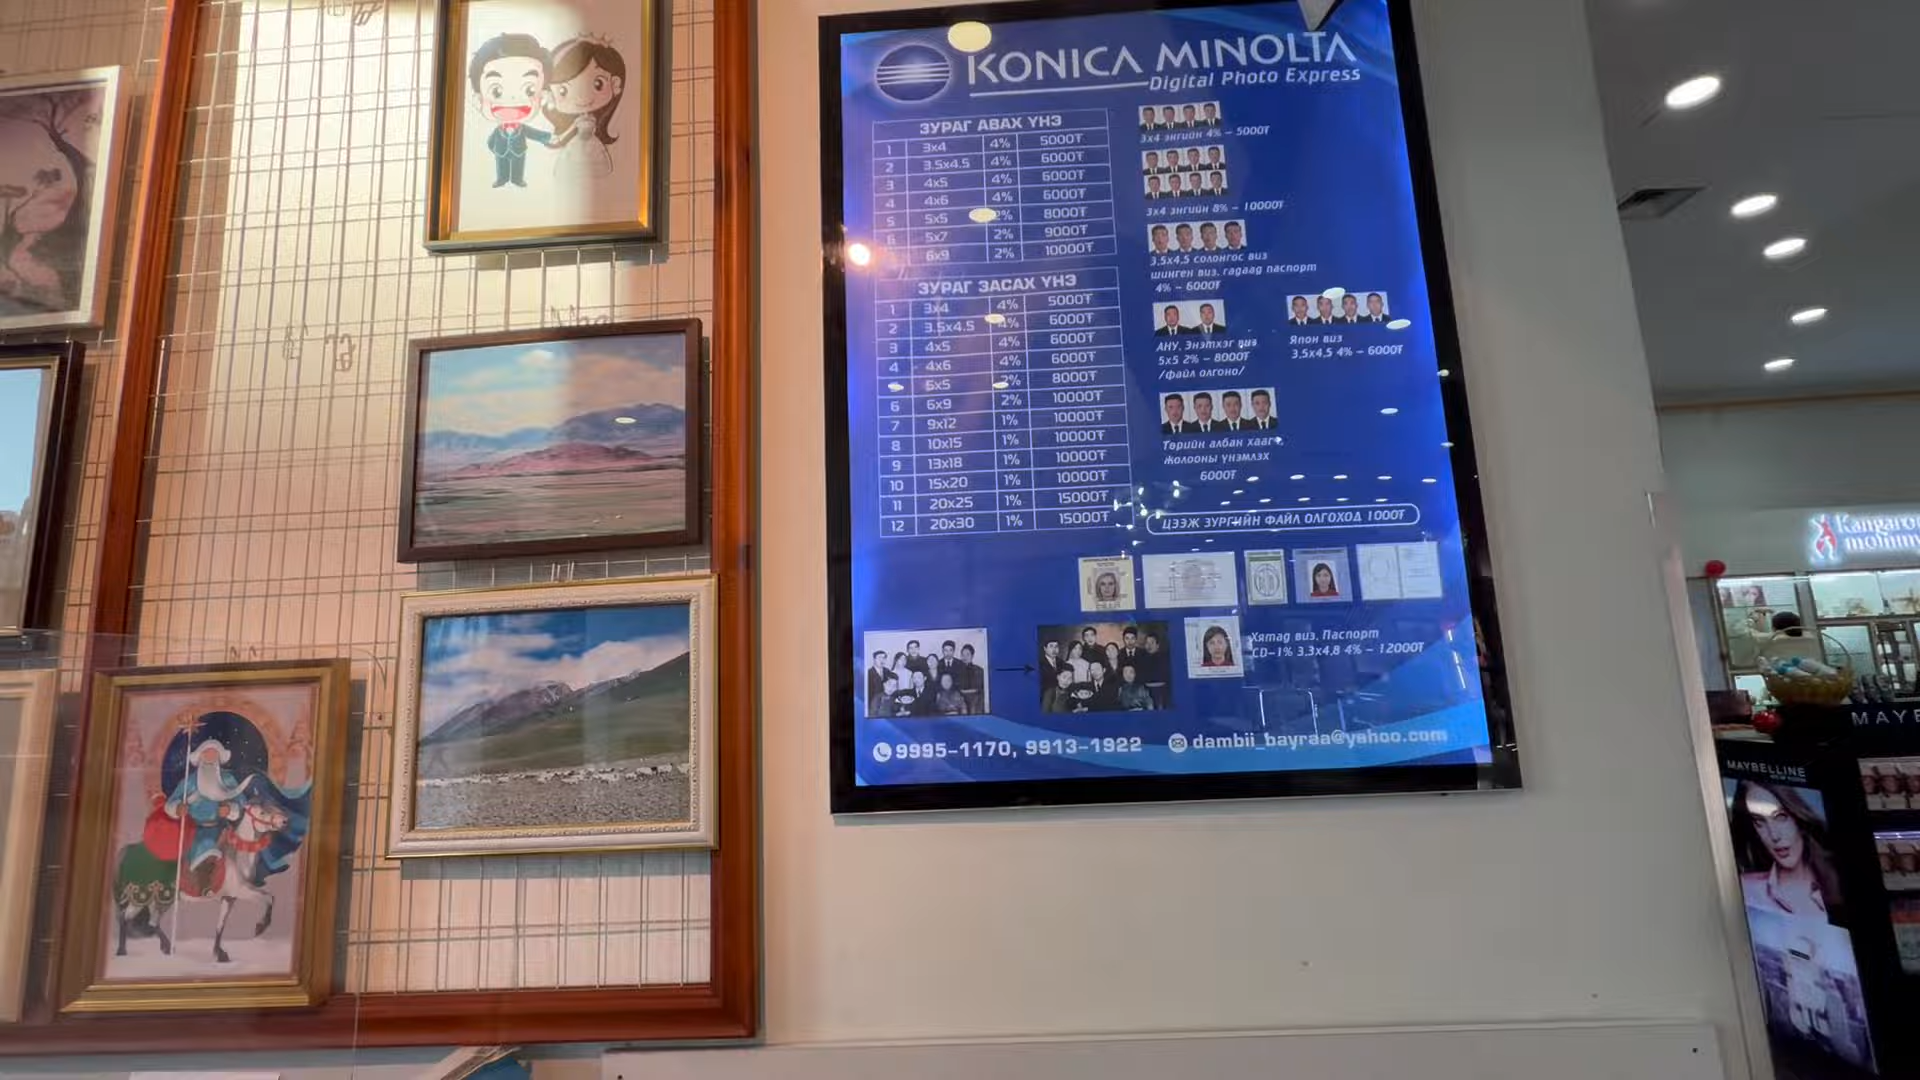 KONICA MINOLTA
Digital Photo Express
ЗУРАГ АВАХ ҮНЭ
1 3x4 4% 5000₮
2 3.5x4.5 4% 6000₮
3 4x5 4% 6000₮
4 4x6 4% 6000₮
5 5x5 2% 8000₮
6 5x7 2% 9000₮
6x9 2% 10000₮
ЗУРАГ ЗАСАХ ҮНЭ
1 3x4 4% 5000₮
2 3.5x4.5 4% 6000₮
3 4x5 4% 6000₮
4 4x6 4% 6000₮
5x5 2% 8000₮
6 6x9 2% 10000₮
7 9x12 1% 10000₮
8 10x15 1% 10000₮
9 13x18 1% 10000₮
10 15x20 1% 10000₮
11 20x25 1% 15000₮
12 20x30 1% 15000₮
3x4 энгийн 4% – 5000₮
3x4 энгийн 8% – 10000₮
3,5x4,5 солонгос виз
шинген виз, гадаад паспорт
4% – 6000₮
АНУ, Энэтхэг виз
5x5 2% – 8000₮
/файл олгоно/
Япон виз
3,5x4,5 4% – 6000₮
Төрийн албан хаагч,
жолооны үнэмлэх
6000₮
ЦЭЭЖ ЗУРГИЙН ФАЙЛ ОЛГОХОД 1000₮
Хятад виз, Паспорт
CD–1% 3,3x4,8 4% – 12000₮
9995–1170, 9913–1922
dambii_bayraa@yahoo.com
Kangaroo
mommy
MAYBELLINE